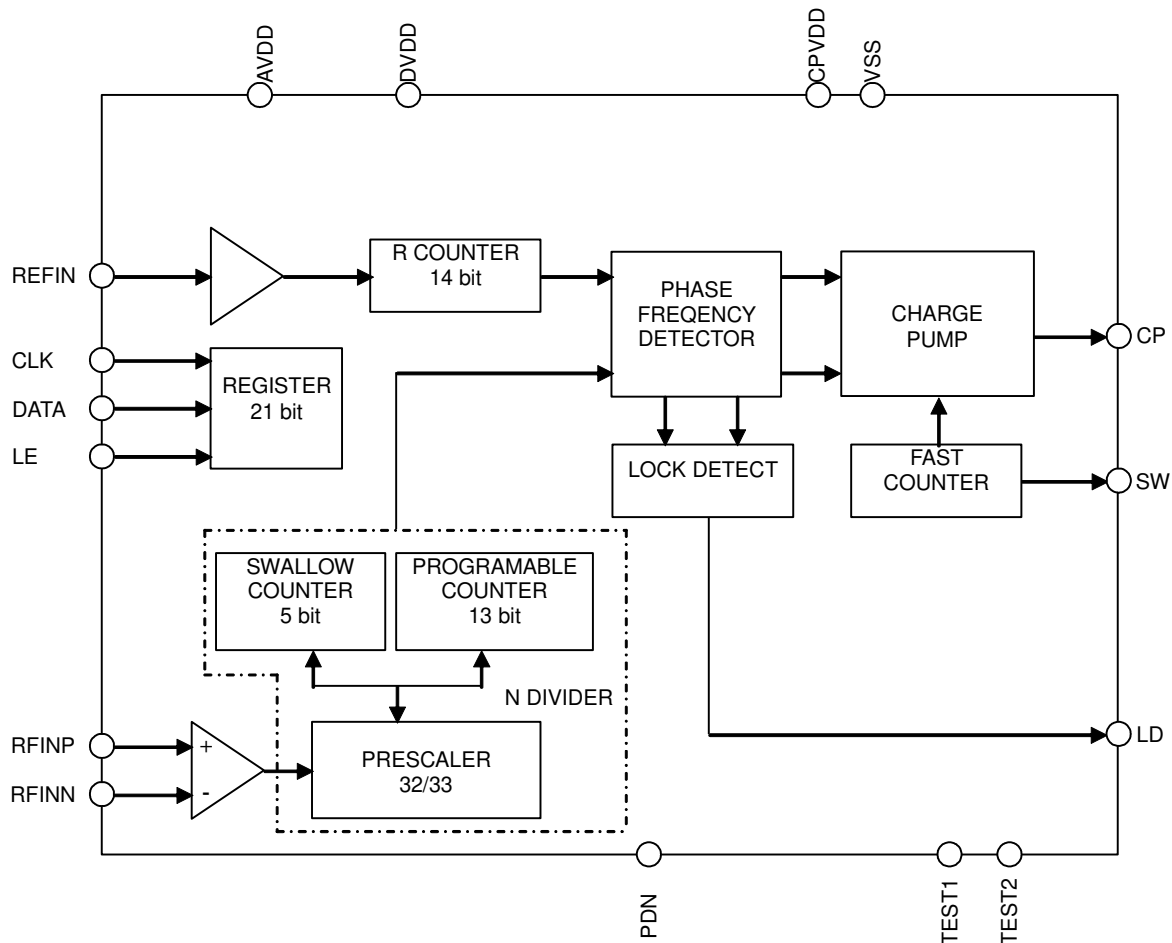 AVDD
DVDD
CPVDD
VSS
REFIN
R COUNTER
14 bit
PHASE
FREQENCY
DETECTOR
CHARGE
PUMP
CP
CLK
DATA
LE
REGISTER
21 bit
LOCK DETECT
FAST
COUNTER
SW
SWALLOW
COUNTER
5 bit
PROGRAMABLE
COUNTER
13 bit
N DIVIDER
RFINP
RFINN
+
-
PRESCALER
32/33
LD
PDN
TEST1
TEST2